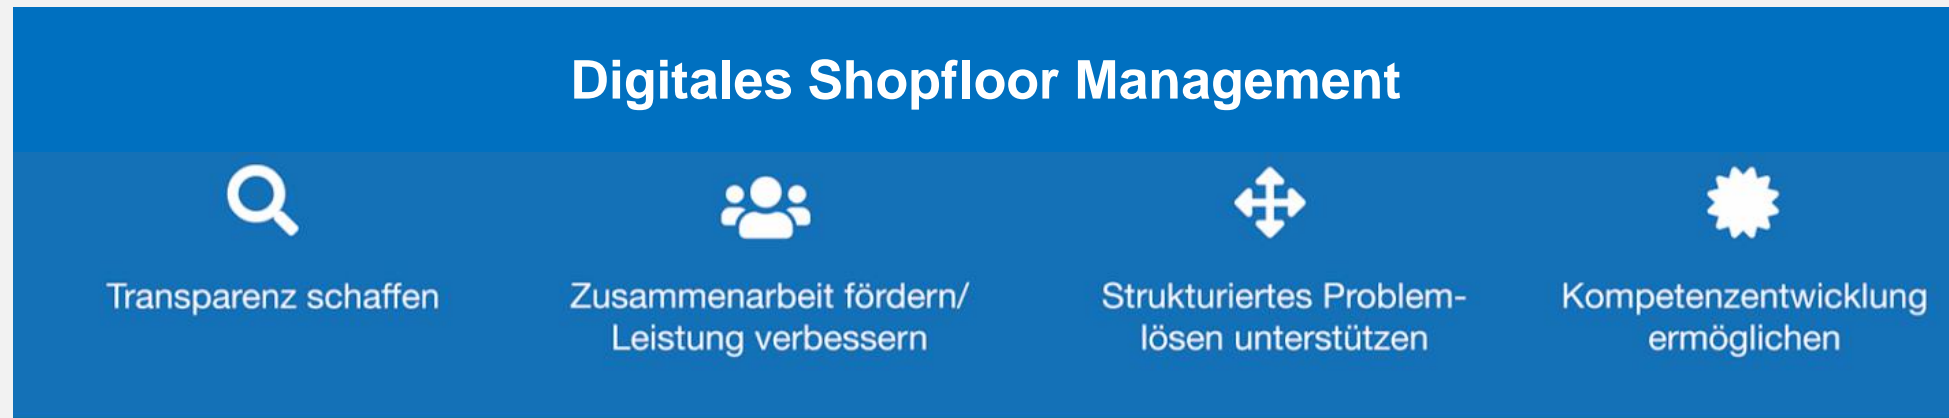 Digitales Shopfloor Management
Transparenz schaffen
Zusammenarbeit fördern/
Leistung verbessern
Strukturiertes Problem-
lösen unterstützen
Kompetenzentwicklung
ermöglichen